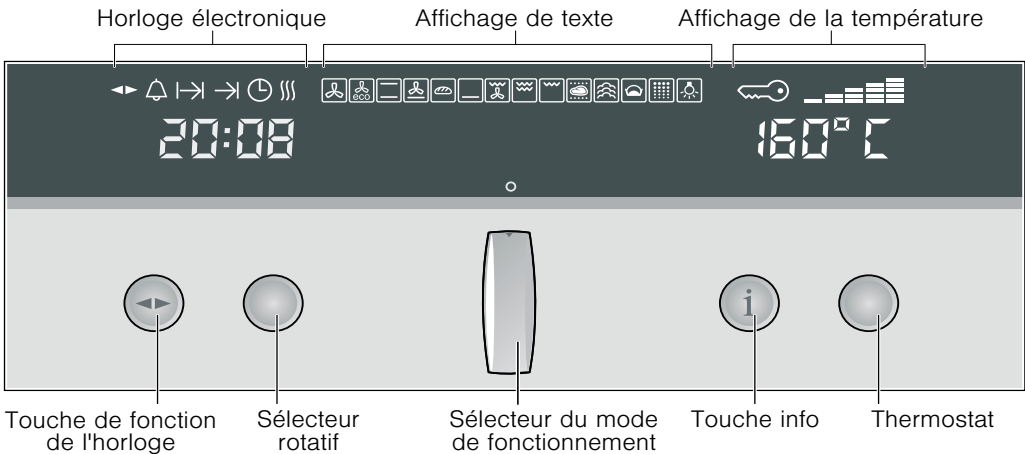 Horloge électronique
Affichage de texte
Affichage de la température
eco
20:08
160° C
i
Touche de fonction
de l'horloge
Sélecteur
rotatif
Sélecteur du mode
de fonctionnement
Touche info
Thermostat